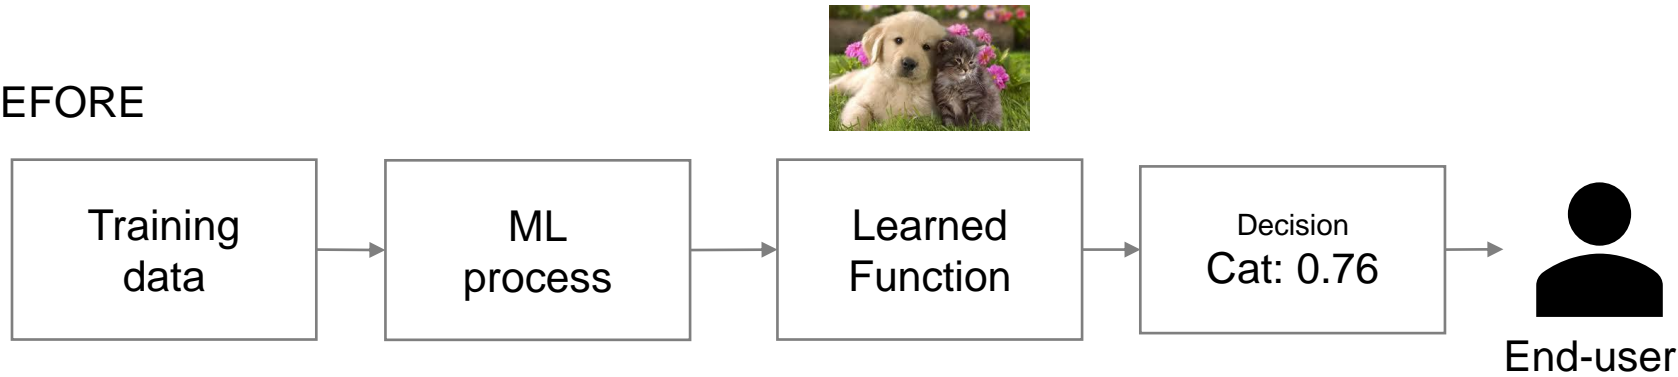 EFORE
Training
data
ML
process
Learned
Function
Decision
Cat: 0.76
End-user